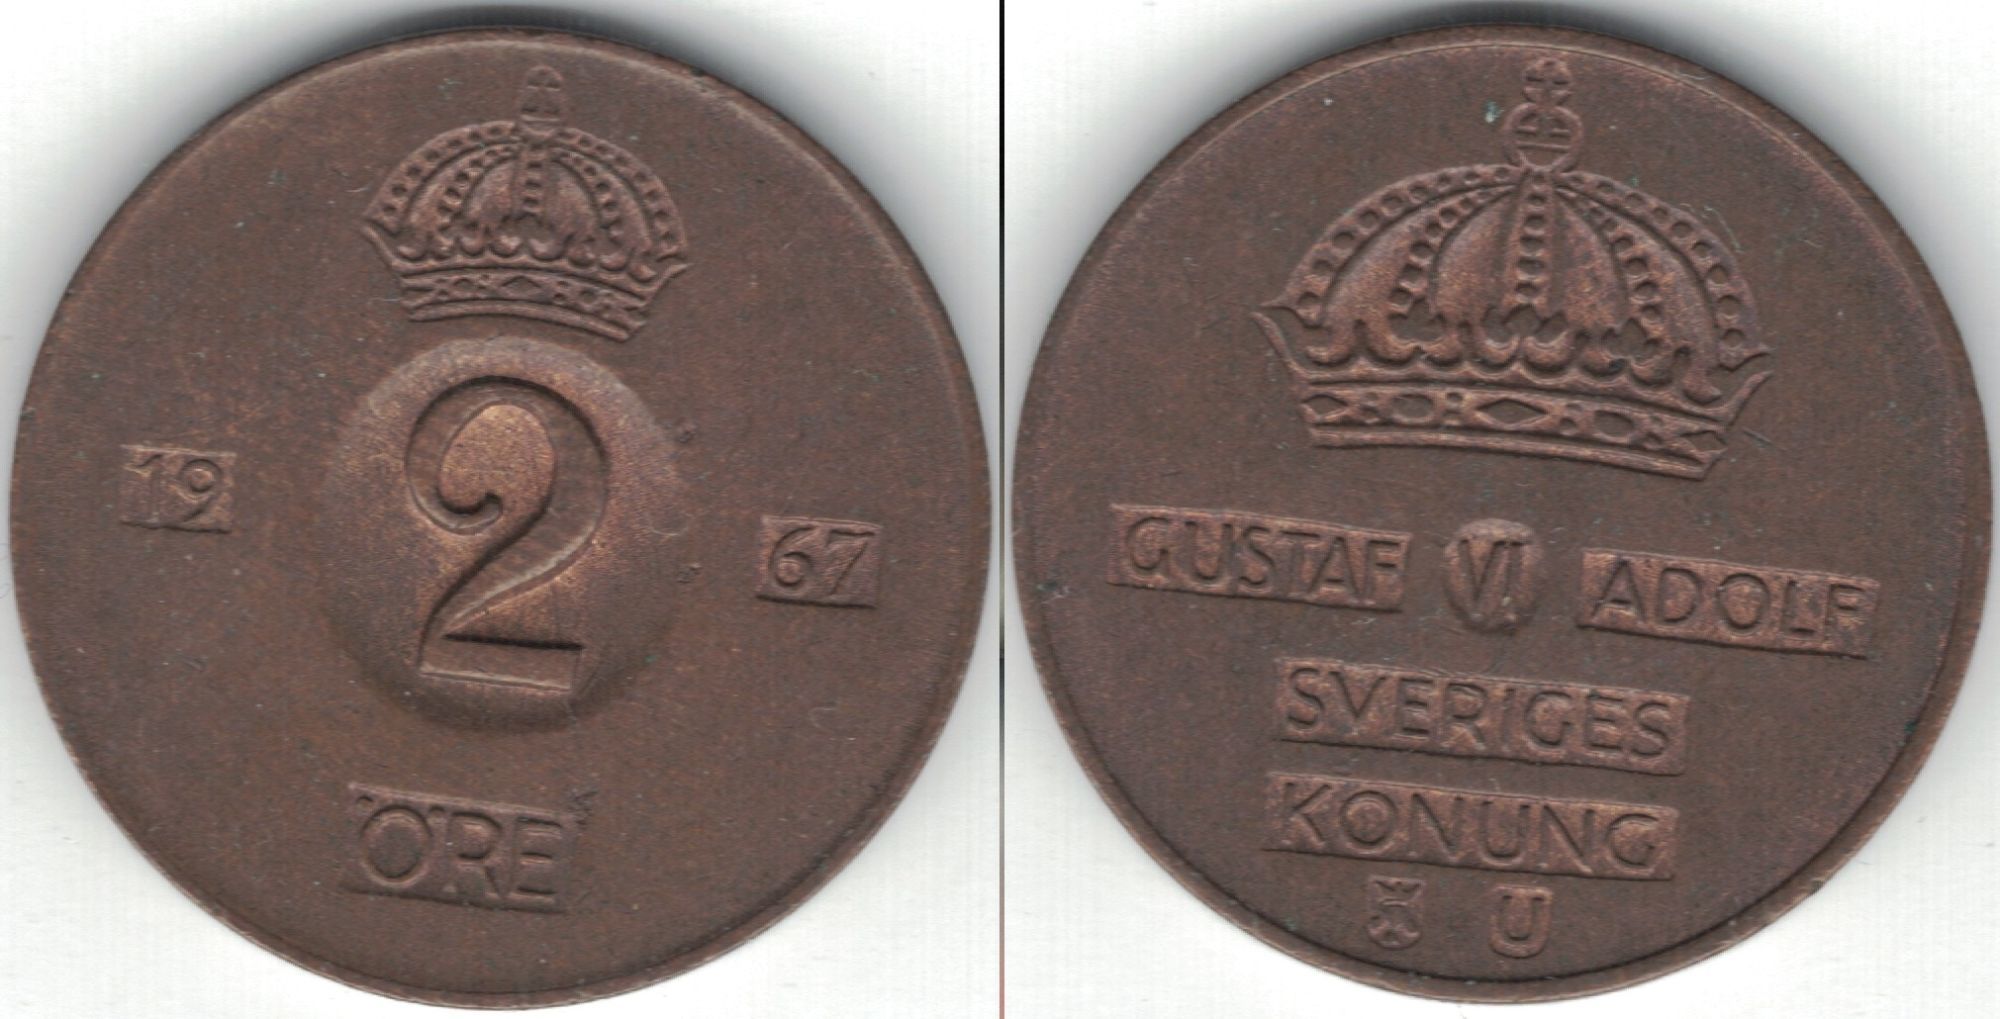 19 2 67
ÖRE
GUSTAF VI ADOLF
SVERIGES
KONUNG
U